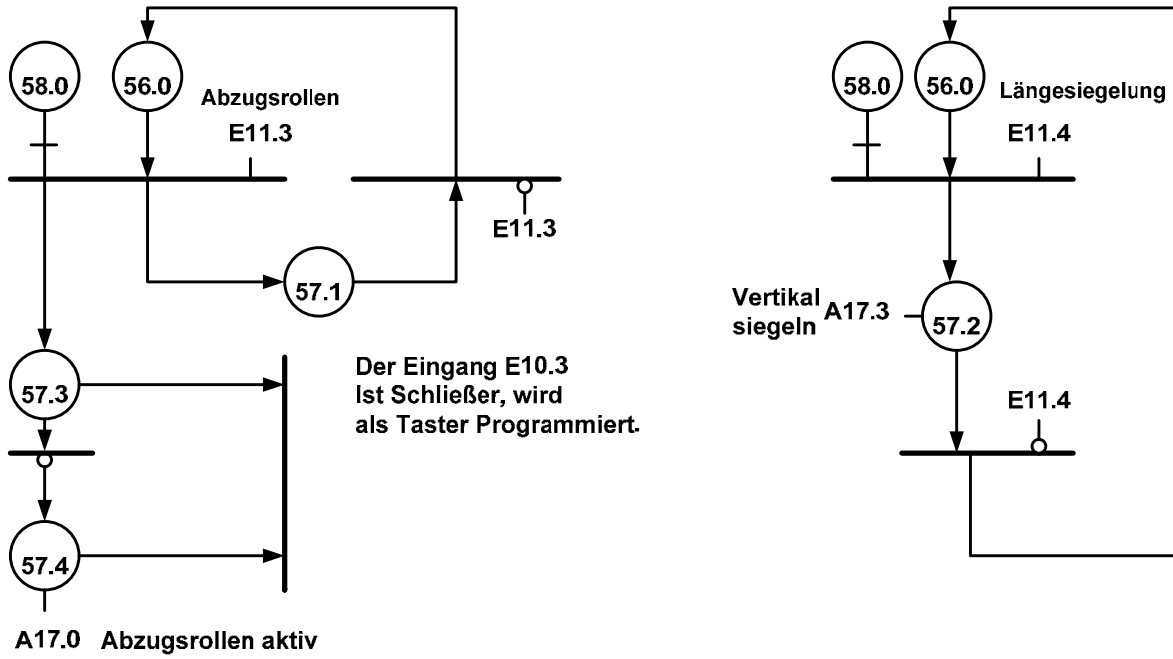 58.0
56.0
Abzugsrollen
E11.3
E11.3
57.1
57.3
Der Eingang E10.3
Ist Schließer, wird
als Taster Programmiert.
57.4
A17.0 Abzugsrollen aktiv
58.0
56.0
Längesiegelung
E11.4
Vertikal
siegeln
A17.3
57.2
E11.4